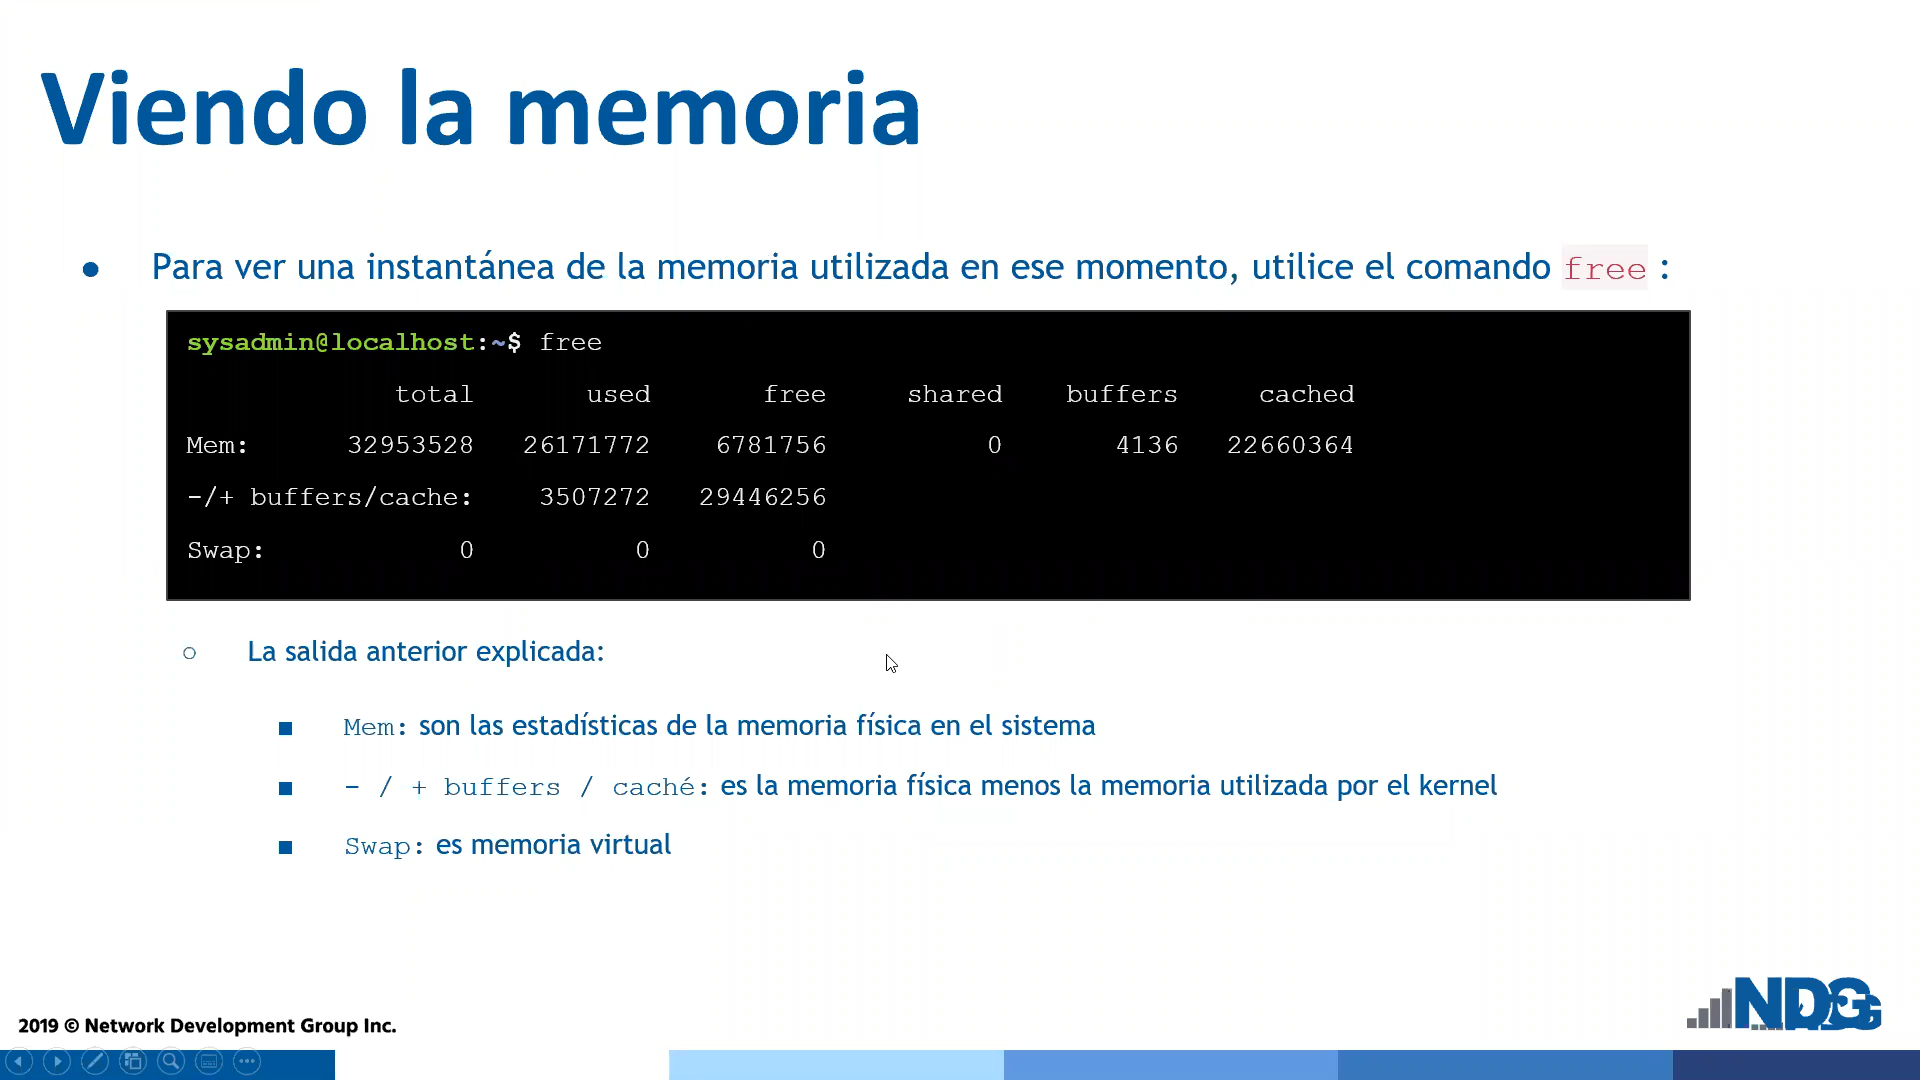 Viendo la memoria
● Para ver una instantánea de la memoria utilizada en ese momento, utilice el comando free :
sysadmin@localhost:~$ free
total used free shared buffers cached
Mem: 32953528 26171772 6781756 0 4136 22660364
-/+ buffers/cache: 3507272 29446256
Swap: 0 0 0
○ La salida anterior explicada:
■ Mem: son las estadísticas de la memoria física en el sistema
■ - / + buffers / caché: es la memoria física menos la memoria utilizada por el kernel
■ Swap: es memoria virtual
NDG
2019 © Network Development Group Inc.